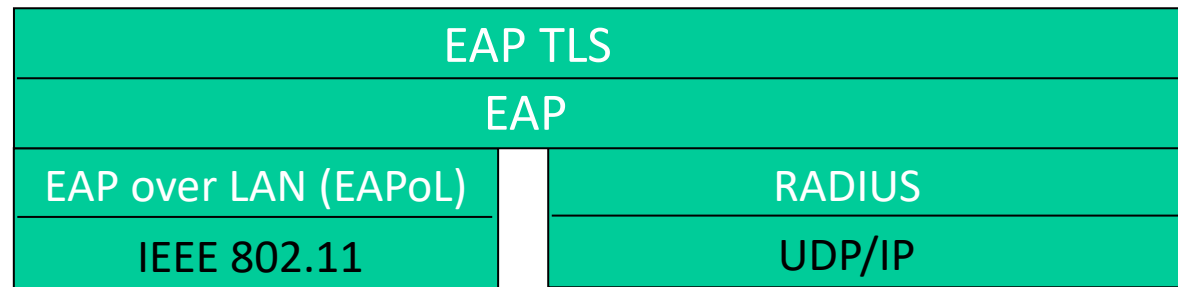 EAP TLS
EAP
EAP over LAN (EAPoL)
RADIUS
IEEE 802.11
UDP/IP